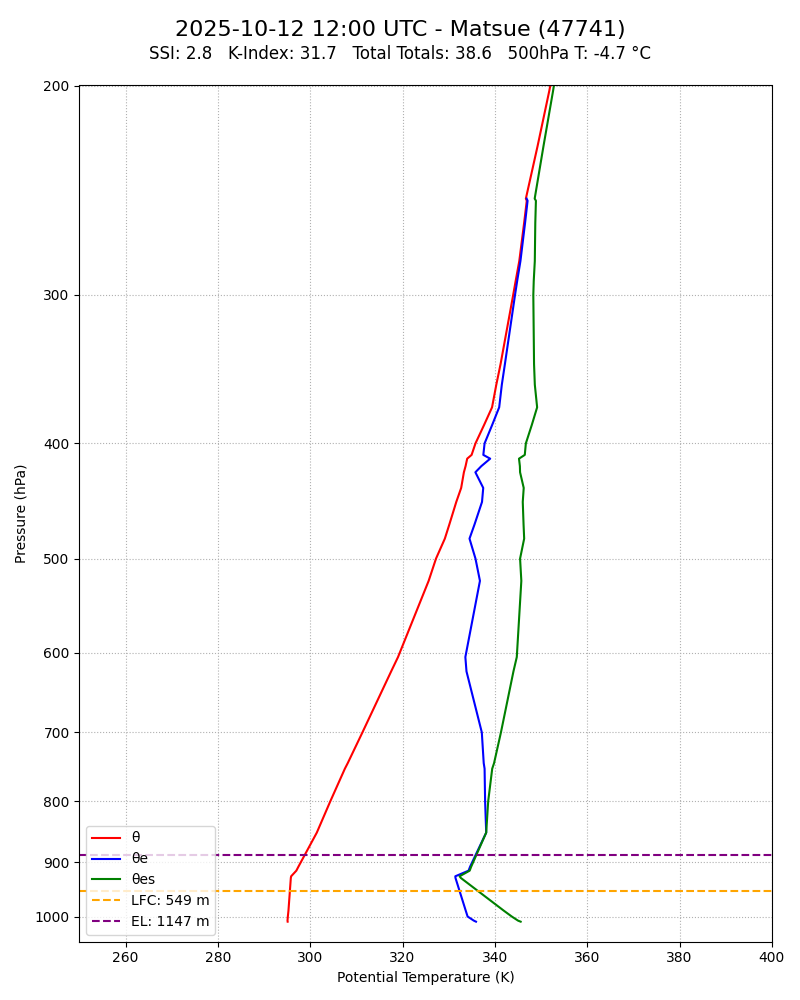 2025-10-12 12:00 UTC - Matsue (47741)
SSI: 2.8   K-Index: 31.7   Total Totals: 38.6   500hPa T: -4.7 °C
200
300
400
500
600
700
800
900
1000
Pressure (hPa)
θ
θe
θes
LFC: 549 m
EL: 1147 m
260 280 300 320 340 360 380 400
Potential Temperature (K)